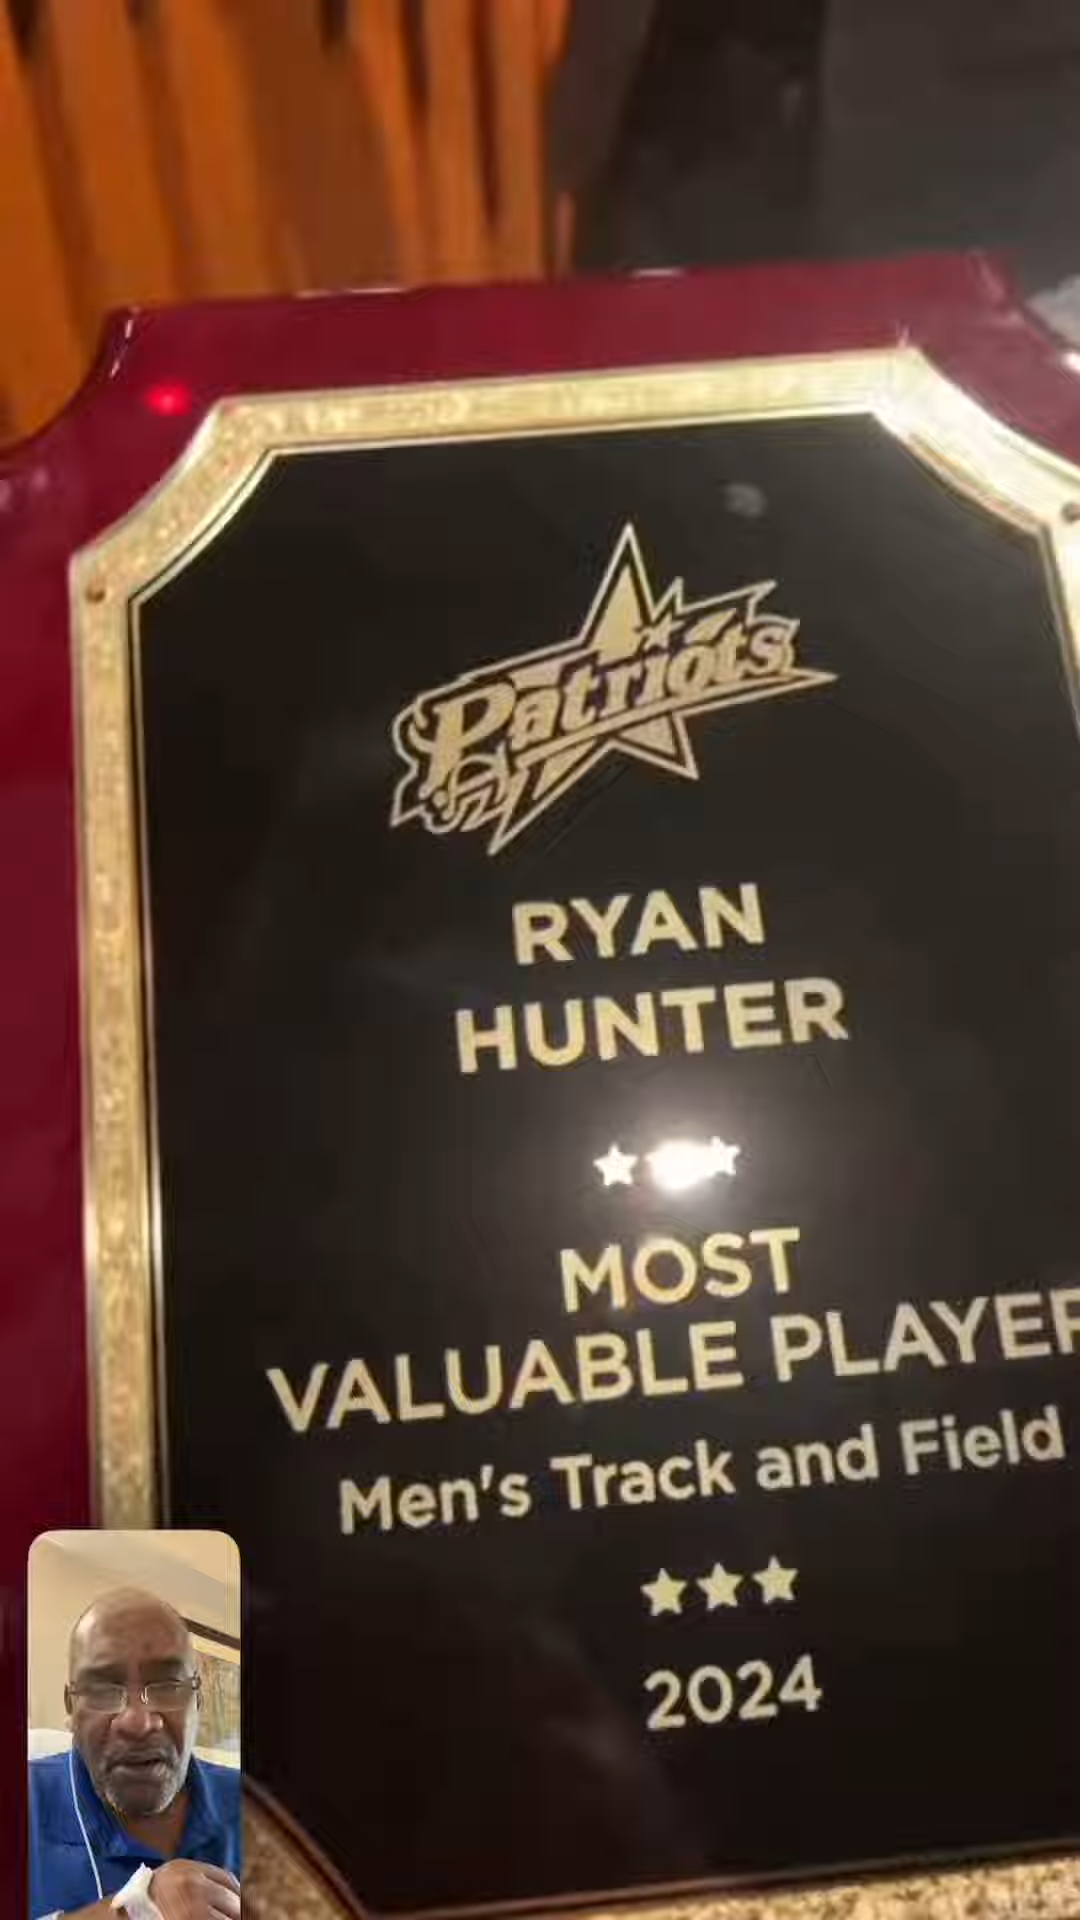 Patriots
RYAN
HUNTER
MOST
VALUABLE PLAYER
Men's Track and Field
2024